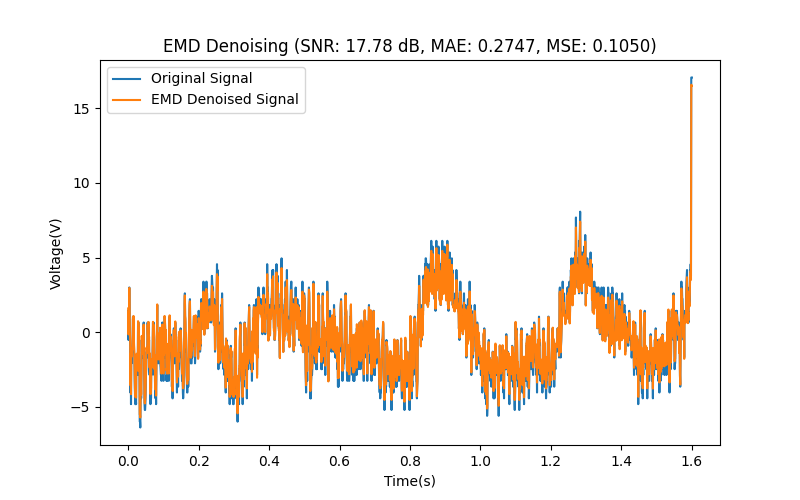 EMD Denoising (SNR: 17.78 dB, MAE: 0.2747, MSE: 0.1050)
Original Signal
EMD Denoised Signal
15
10
5
0
−5
Voltage(V)
0.0 0.2 0.4 0.6 0.8 1.0 1.2 1.4 1.6
Time(s)